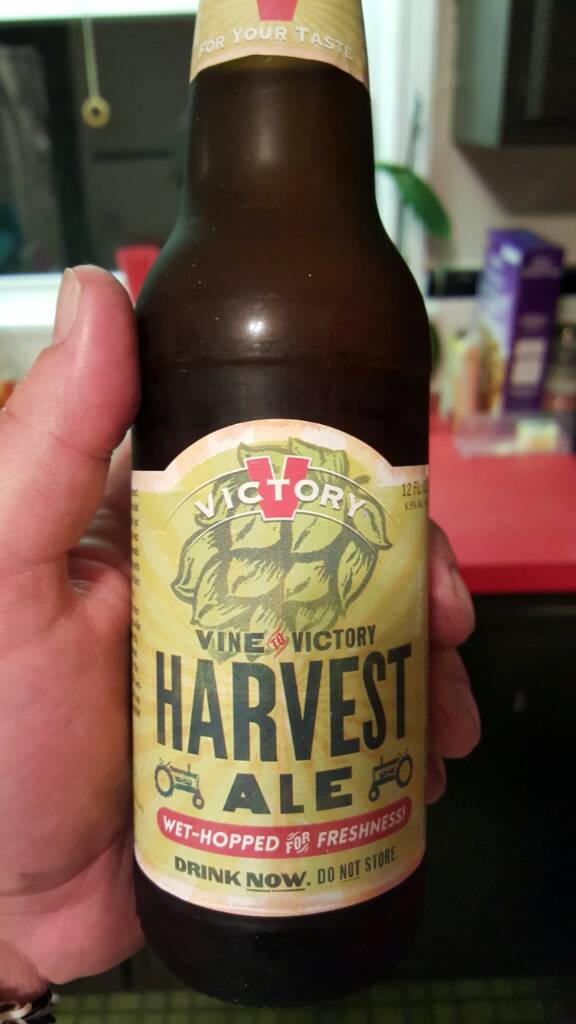 FOR YOUR TASTE
VICTORY
12 FL.
VINE TO VICTORY
HARVEST
ALE
WET-HOPPED FOR FRESHNESS!
DRINK NOW. DO NOT STORE.